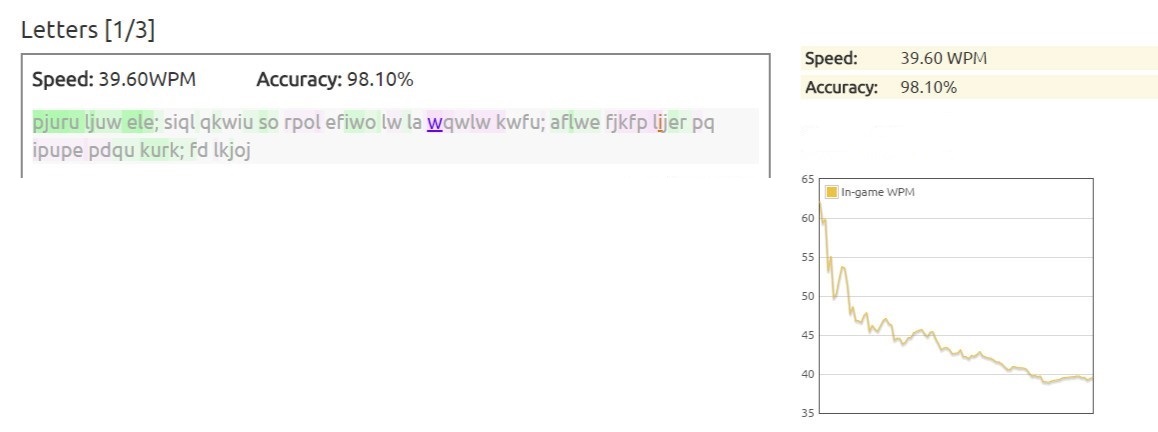 Letters [1/3]
Speed: 39.60WPM Accuracy: 98.10%
pjuru ljuw ele; siql qkwiu so rpol efiwo lw la wqwlw kwfu; aflwe fjkfp lijer pq
ipupe pdqu kurk; fd lkjoj
Speed: 39.60 WPM
Accuracy: 98.10%
In-game WPM
65
60
55
50
45
40
35